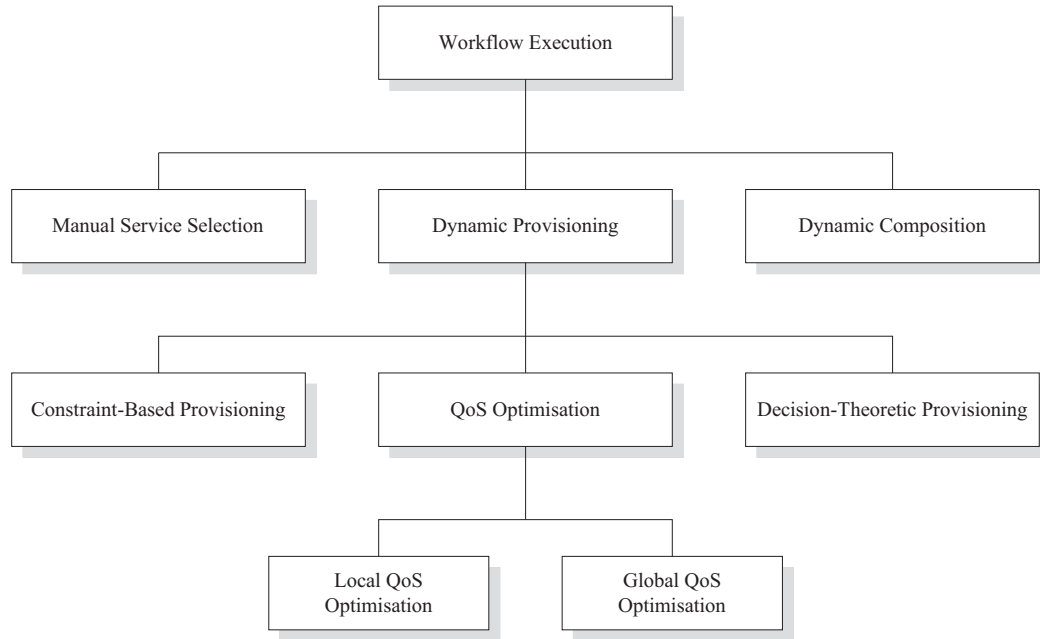 Workflow Execution
Manual Service Selection
Dynamic Provisioning
Dynamic Composition
Constraint-Based Provisioning
QoS Optimisation
Decision-Theoretic Provisioning
Local QoS
Optimisation
Global QoS
Optimisation